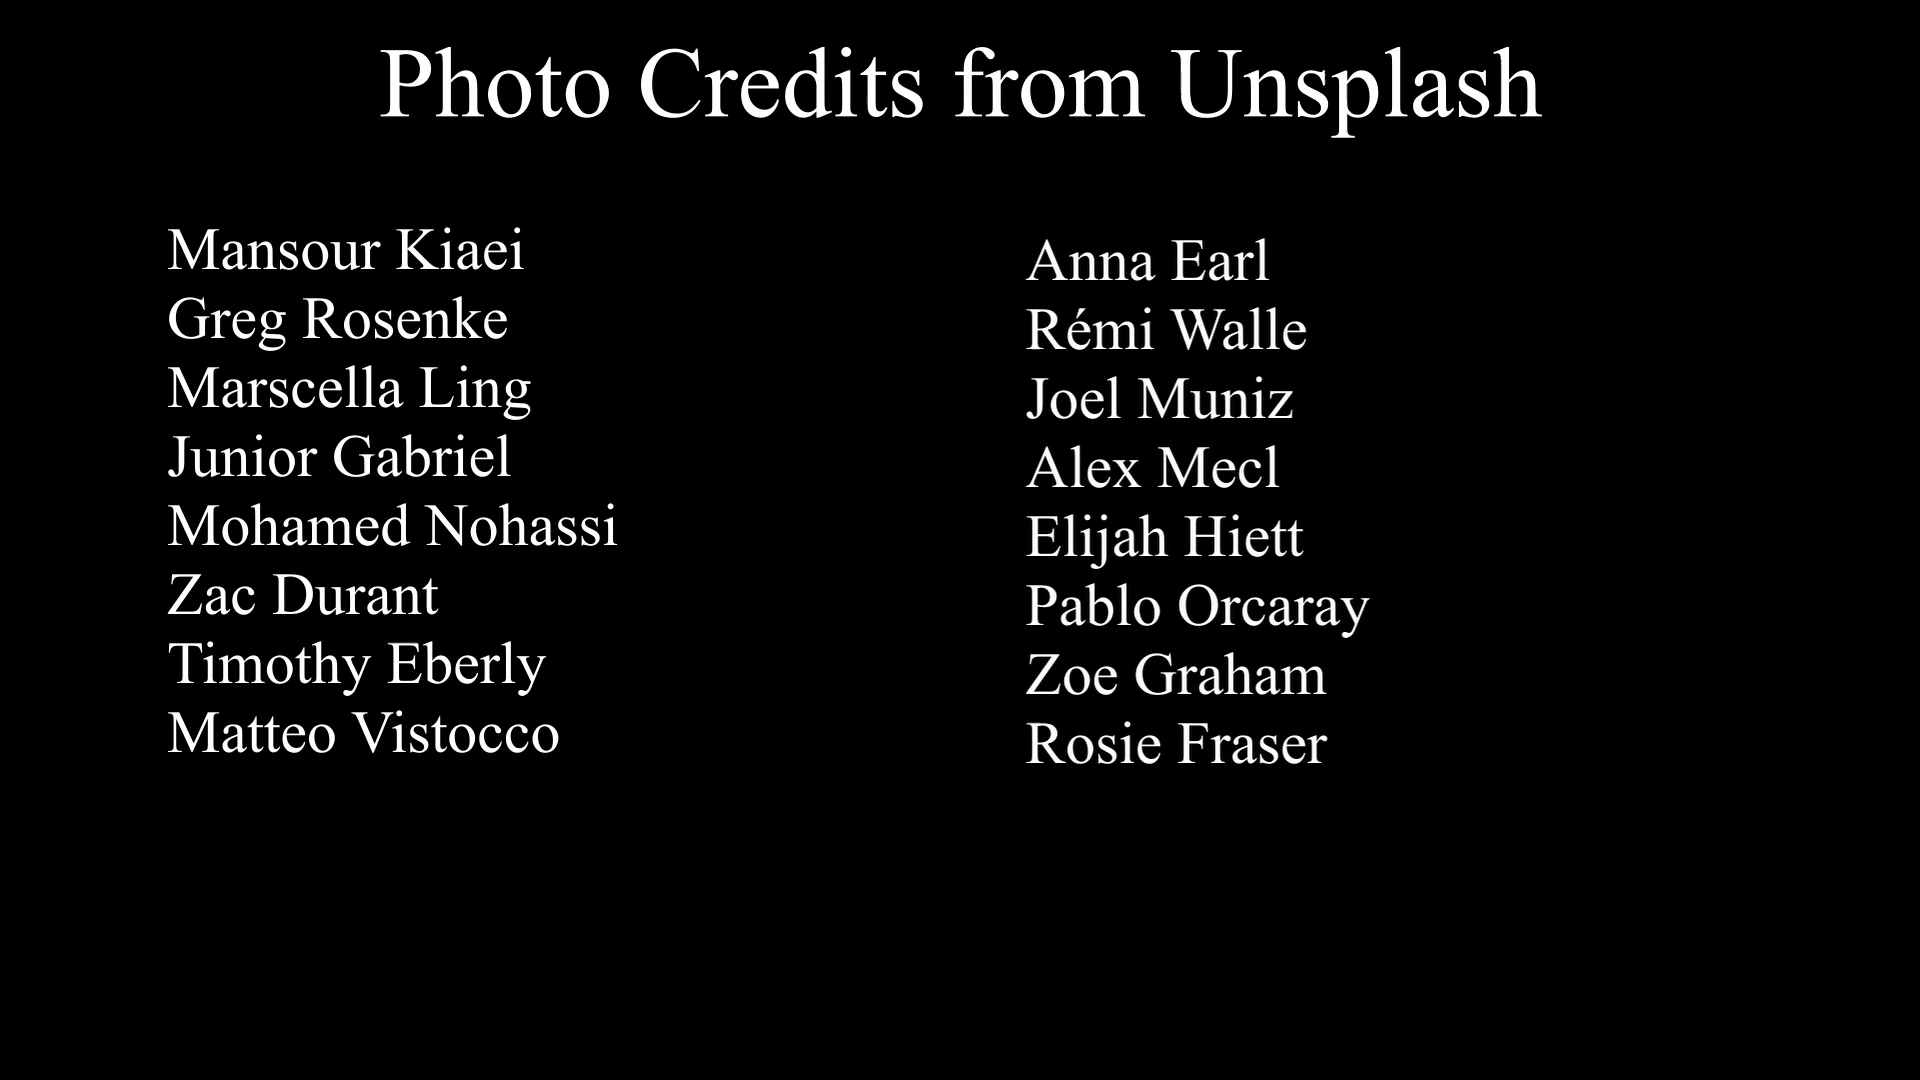 Photo Credits from Unsplash
Mansour Kiaei
Greg Rosenke
Marscella Ling
Junior Gabriel
Mohamed Nohassi
Zac Durant
Timothy Eberly
Matteo Vistocco
Anna Earl
Rémi Walle
Joel Muniz
Alex Mecl
Elijah Hiett
Pablo Orcaray
Zoe Graham
Rosie Fraser